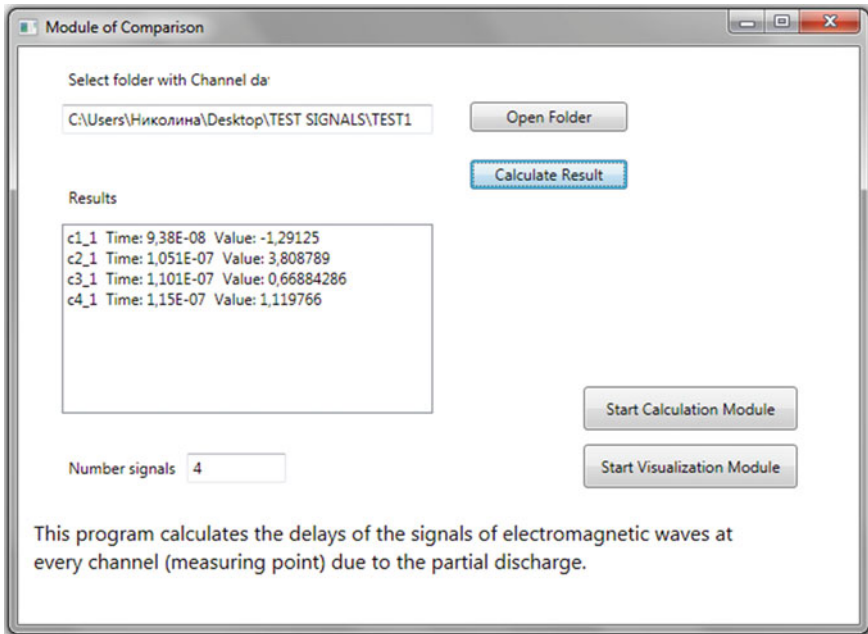 Module of Comparison
Select folder with Channel da
C:\Users\Николина\Desktop\TEST SIGNALS\TEST1
Open Folder
Calculate Result
Results
c1_1 Time: 9,38E-08 Value: -1,29125
c2_1 Time: 1,051E-07 Value: 3,808789
c3_1 Time: 1,101E-07 Value: 0,66884286
c4_1 Time: 1,15E-07 Value: 1,119766
Start Calculation Module
Number signals 4
Start Visualization Module
This program calculates the delays of the signals of electromagnetic waves at
every channel (measuring point) due to the partial discharge.